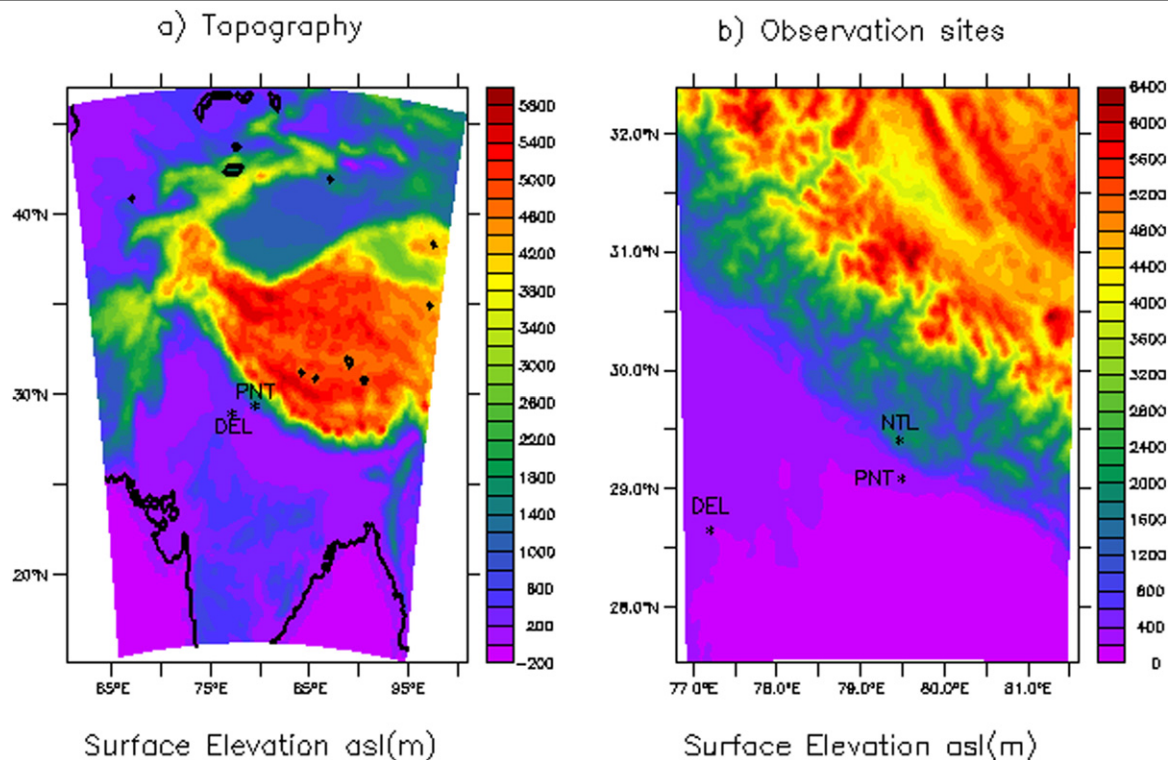 a) Topography
b) Observation sites
5800
5400
5000
4600
4200
3800
3400
3000
2600
2200
1800
1400
1000
600
200
-200
40°N
30°N
20°N
PNT
DEL
65°E
75°E
85°E
95°E
Surface Elevation asl(m)
6400
6000
5600
5200
4800
4400
4000
3600
3200
2800
2400
2000
1600
1200
800
400
0
32.0°N
31.0°N
30.0°N
29.0°N
28.0°N
NTL
PNT
DEL
77.0°E
78.0°E
79.0°E
80.0°E
81.0°E
Surface Elevation asl(m)